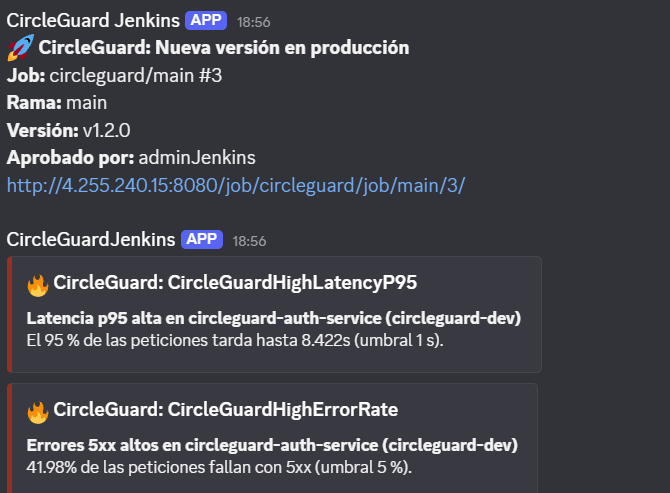 CircleGuard Jenkins APP 18:56
🚀 CircleGuard: Nueva versión en producción
Job: circleguard/main #3
Rama: main
Versión: v1.2.0
Aprobado por: adminJenkins
http://4.255.240.15:8080/job/circleguard/job/main/3/
CircleGuardJenkins APP 18:56
🔥 CircleGuard: CircleGuardHighLatencyP95
Latencia p95 alta en circleguard-auth-service (circleguard-dev)
El 95 % de las peticiones tarda hasta 8.422s (umbral 1 s).
🔥 CircleGuard: CircleGuardHighErrorRate
Errores 5xx altos en circleguard-auth-service (circleguard-dev)
41.98% de las peticiones fallan con 5xx (umbral 5 %).